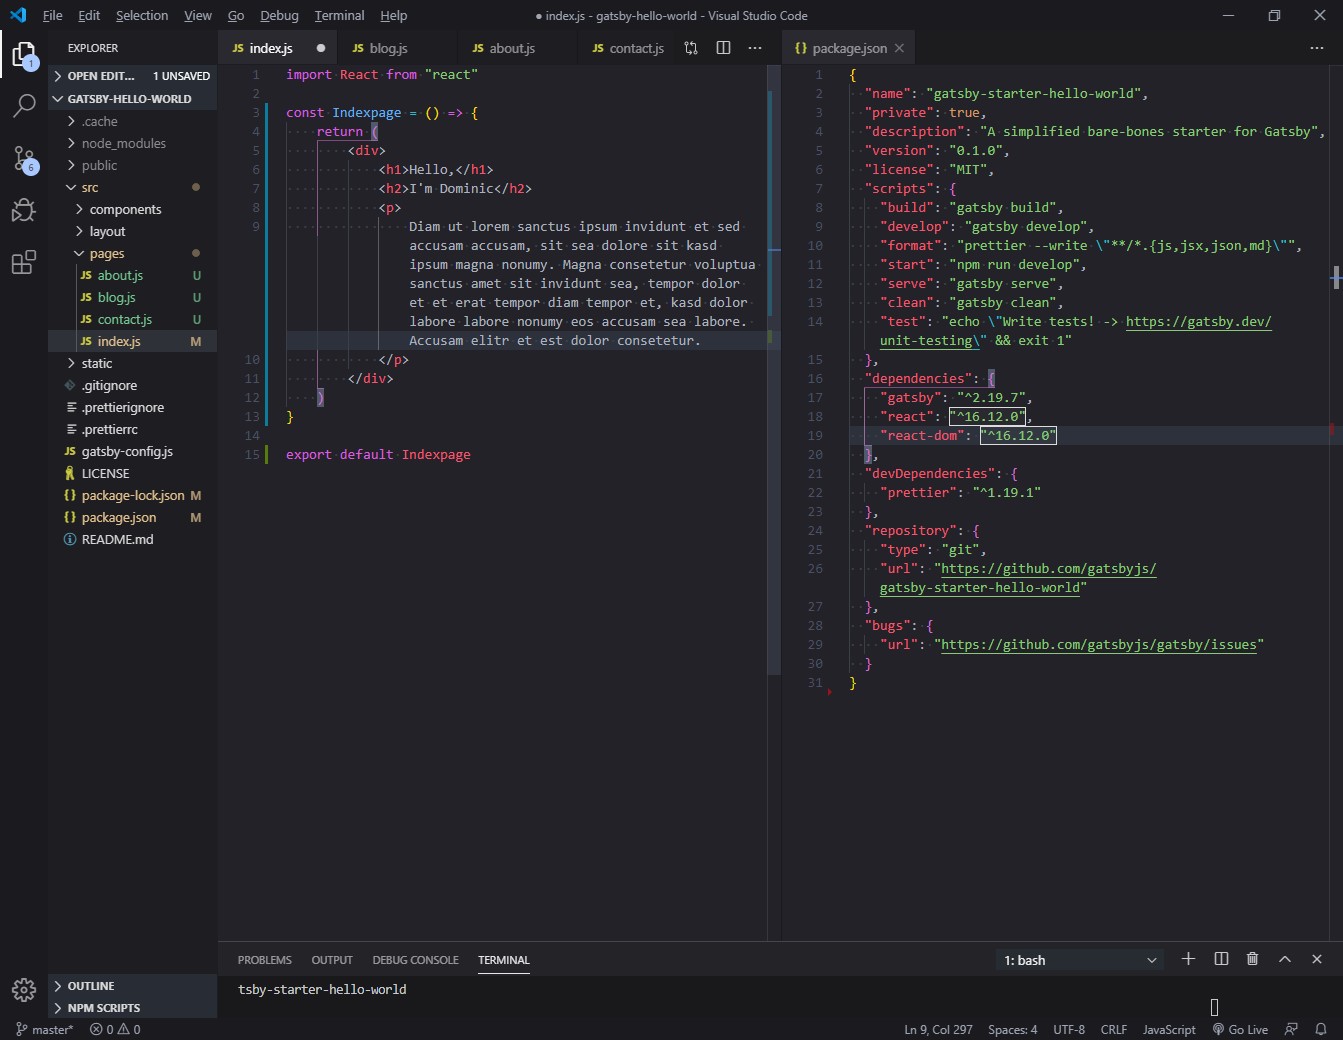 File Edit Selection View Go Debug Terminal Help
● index.js - gatsby-hello-world - Visual Studio Code
1
6
EXPLORER
OPEN EDIT... 1 UNSAVED
GATSBY-HELLO-WORLD
.cache
node_modules
public
src
components
layout
pages
JS about.js U
JS blog.js U
JS contact.js U
JS index.js M
static
.gitignore
.prettierignore
.prettierrc
JS gatsby-config.js
LICENSE
{} package-lock.json M
{} package.json M
README.md
OUTLINE
NPM SCRIPTS
JS index.js JS blog.js JS about.js JS contact.js
1 import React from "react"
2
3 const Indexpage = () => {
4 return (
5 <div>
6 <h1>Hello,</h1>
7 <h2>I'm Dominic</h2>
8 <p>
9 Diam ut lorem sanctus ipsum invidunt et sed
accusam accusam, sit sea dolore sit kasd
ipsum magna nonumy. Magna consetetur voluptua
sanctus amet sit invidunt sea, tempor dolor
et et erat tempor diam tempor et, kasd dolor
labore labore nonumy eos accusam sea labore.
Accusam elitr et est dolor consetetur.
10 </p>
11 </div>
12 )
13 }
14
15 export default Indexpage
{} package.json
1 {
2 "name": "gatsby-starter-hello-world",
3 "private": true,
4 "description": "A simplified bare-bones starter for Gatsby",
5 "version": "0.1.0",
6 "license": "MIT",
7 "scripts": {
8 "build": "gatsby build",
9 "develop": "gatsby develop",
10 "format": "prettier --write \"**/*.{js,jsx,json,md}\"",
11 "start": "npm run develop",
12 "serve": "gatsby serve",
13 "clean": "gatsby clean",
14 "test": "echo \"Write tests! -> https://gatsby.dev/
unit-testing\" && exit 1"
15 },
16 "dependencies": {
17 "gatsby": "^2.19.7",
18 "react": "^16.12.0",
19 "react-dom": "^16.12.0"
20 },
21 "devDependencies": {
22 "prettier": "^1.19.1"
23 },
24 "repository": {
25 "type": "git",
26 "url": "https://github.com/gatsbyjs/
gatsby-starter-hello-world"
27 },
28 "bugs": {
29 "url": "https://github.com/gatsbyjs/gatsby/issues"
30 }
31 }
PROBLEMS OUTPUT DEBUG CONSOLE TERMINAL
1: bash
tsby-starter-hello-world
master* 0 0
Ln 9, Col 297 Spaces: 4 UTF-8 CRLF JavaScript Go Live